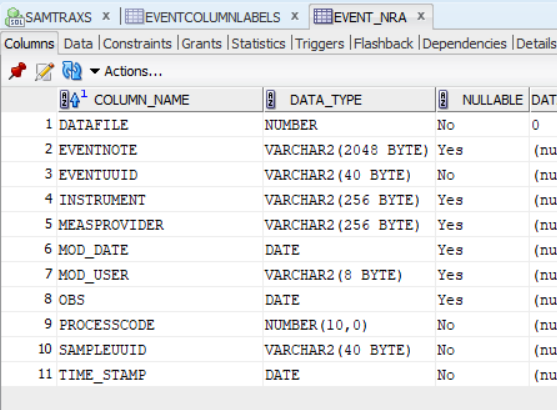 SAMTRAXS x EVENTCOLUMNLABELS x EVENT_NRA x
Columns Data Constraints Grants Statistics Triggers Flashback Dependencies Details
Actions...
COLUMN_NAME DATA_TYPE NULLABLE DAT
1 DATAFILE NUMBER No 0
2 EVENTNOTE VARCHAR2(2048 BYTE) Yes (nu
3 EVENTUUID VARCHAR2(40 BYTE) No (nu
4 INSTRUMENT VARCHAR2(256 BYTE) Yes (nu
5 MEASPROVIDER VARCHAR2(256 BYTE) Yes (nu
6 MOD_DATE DATE Yes (nu
7 MOD_USER VARCHAR2(8 BYTE) Yes (nu
8 OBS DATE Yes (nu
9 PROCESSCODE NUMBER(10,0) No (nu
10 SAMPLEUUID VARCHAR2(40 BYTE) No (nu
11 TIME_STAMP DATE No (nu